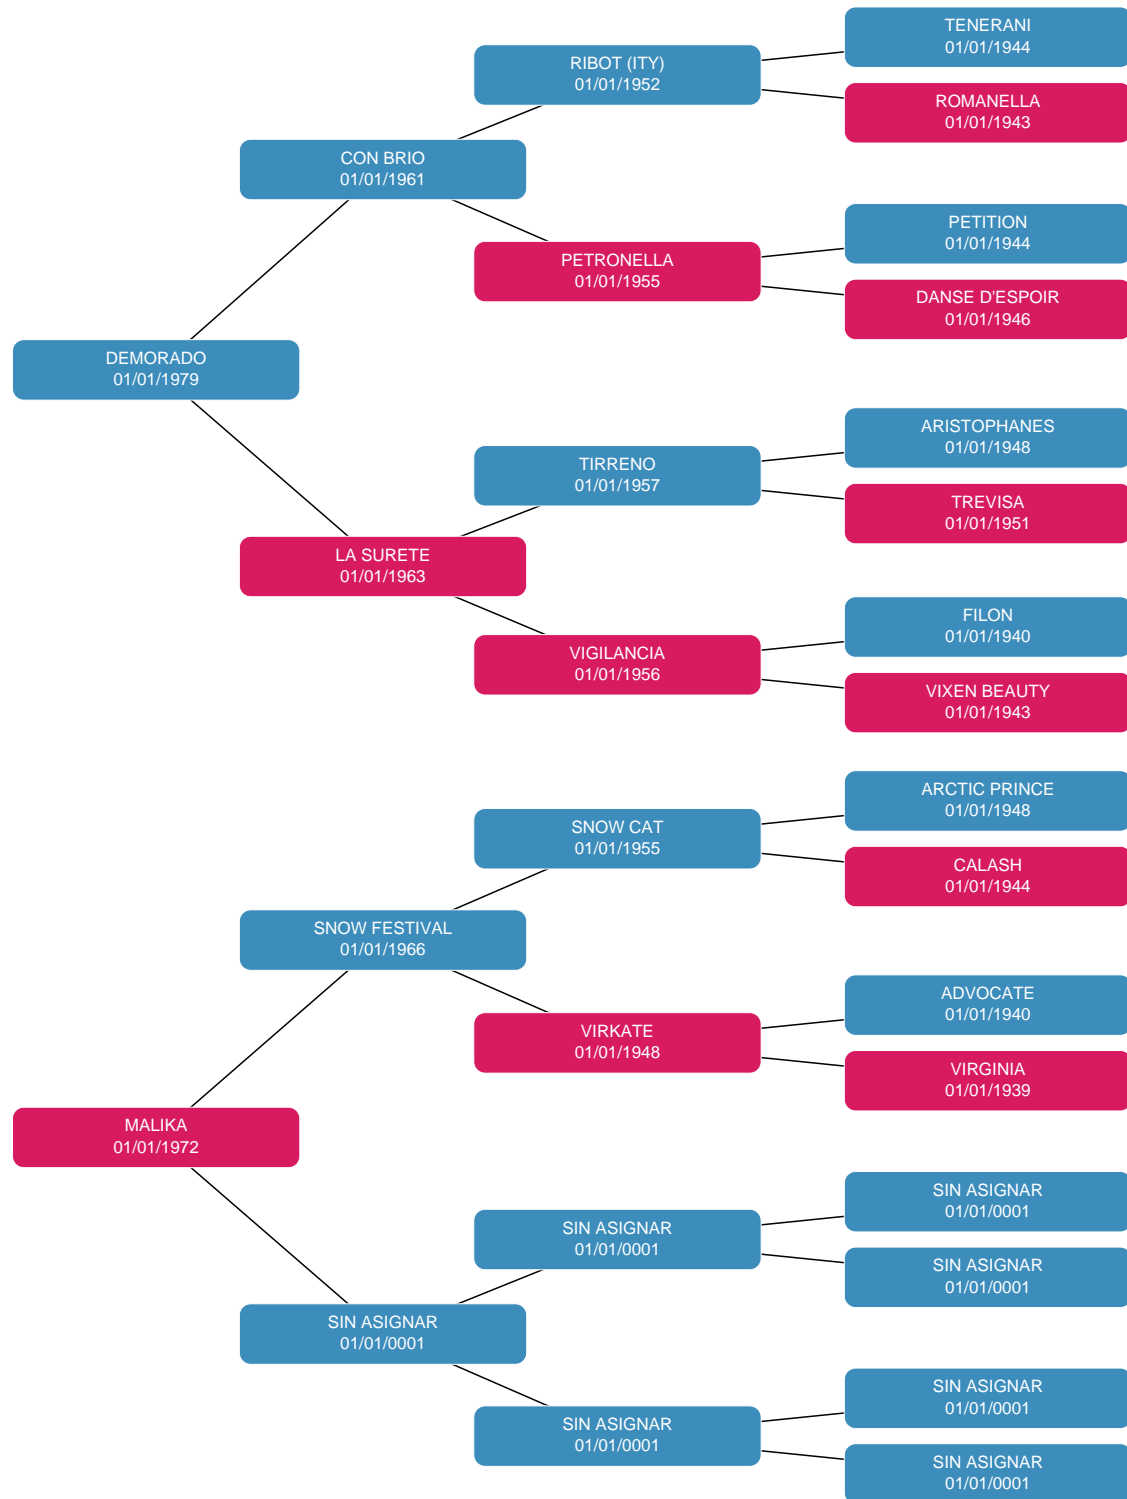 TENERANI
01/01/1944
RIBOT (ITY)
01/01/1952
ROMANELLA
01/01/1943
CON BRIO
01/01/1961
PETITION
01/01/1944
PETRONELLA
01/01/1955
DANSE D'ESPOIR
01/01/1946
DEMORADO
01/01/1979
ARISTOPHANES
01/01/1948
TIRRENO
01/01/1957
TREVISA
01/01/1951
LA SURETE
01/01/1963
FILON
01/01/1940
VIGILANCIA
01/01/1956
VIXEN BEAUTY
01/01/1943
ARCTIC PRINCE
01/01/1948
SNOW CAT
01/01/1955
CALASH
01/01/1944
SNOW FESTIVAL
01/01/1966
ADVOCATE
01/01/1940
VIRKATE
01/01/1948
VIRGINIA
01/01/1939
MALIKA
01/01/1972
SIN ASIGNAR
01/01/0001
SIN ASIGNAR
01/01/0001
SIN ASIGNAR
01/01/0001
SIN ASIGNAR
01/01/0001
SIN ASIGNAR
01/01/0001
SIN ASIGNAR
01/01/0001
SIN ASIGNAR
01/01/0001